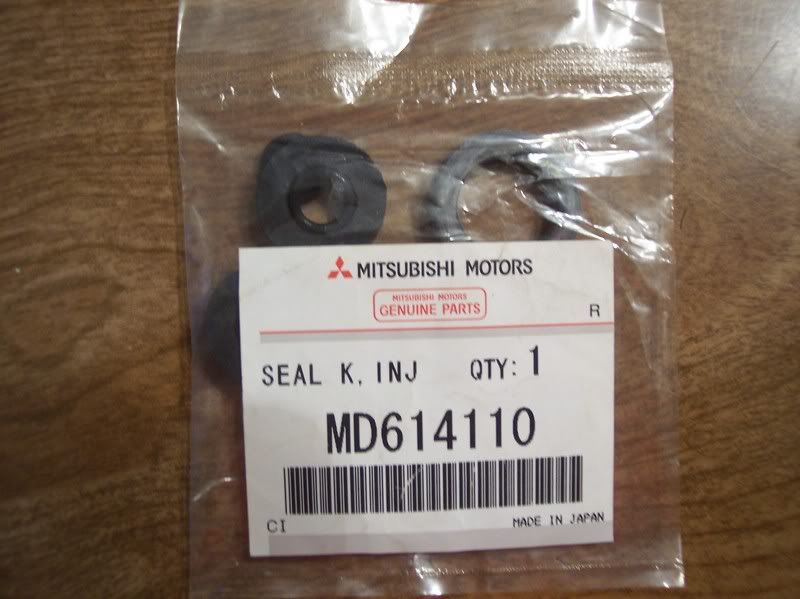 MITSUBISHI MOTORS
MITSUBISHI MOTORS
GENUINE PARTS
R
SEAL K, INJ QTY: 1
MD614110
CI MADE IN JAPAN